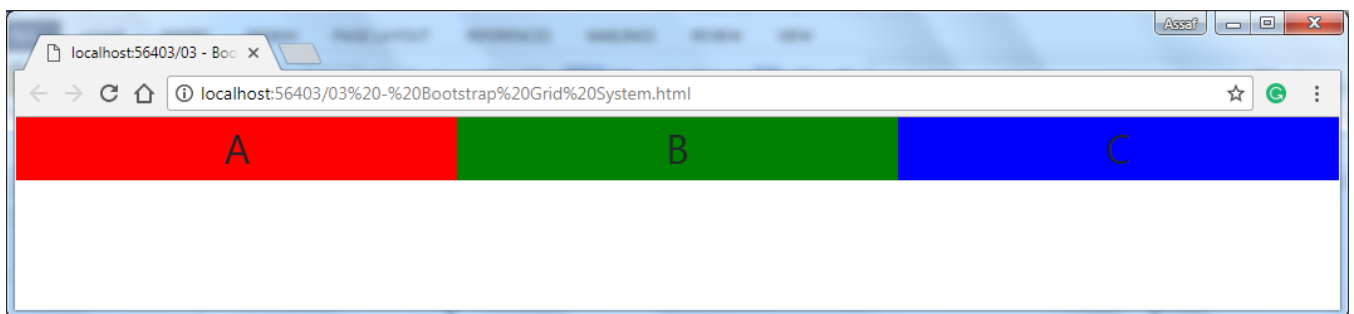 Assaf
localhost:56403/03 - Boo
localhost:56403/03%20-%20Bootstrap%20Grid%20System.html
A B C